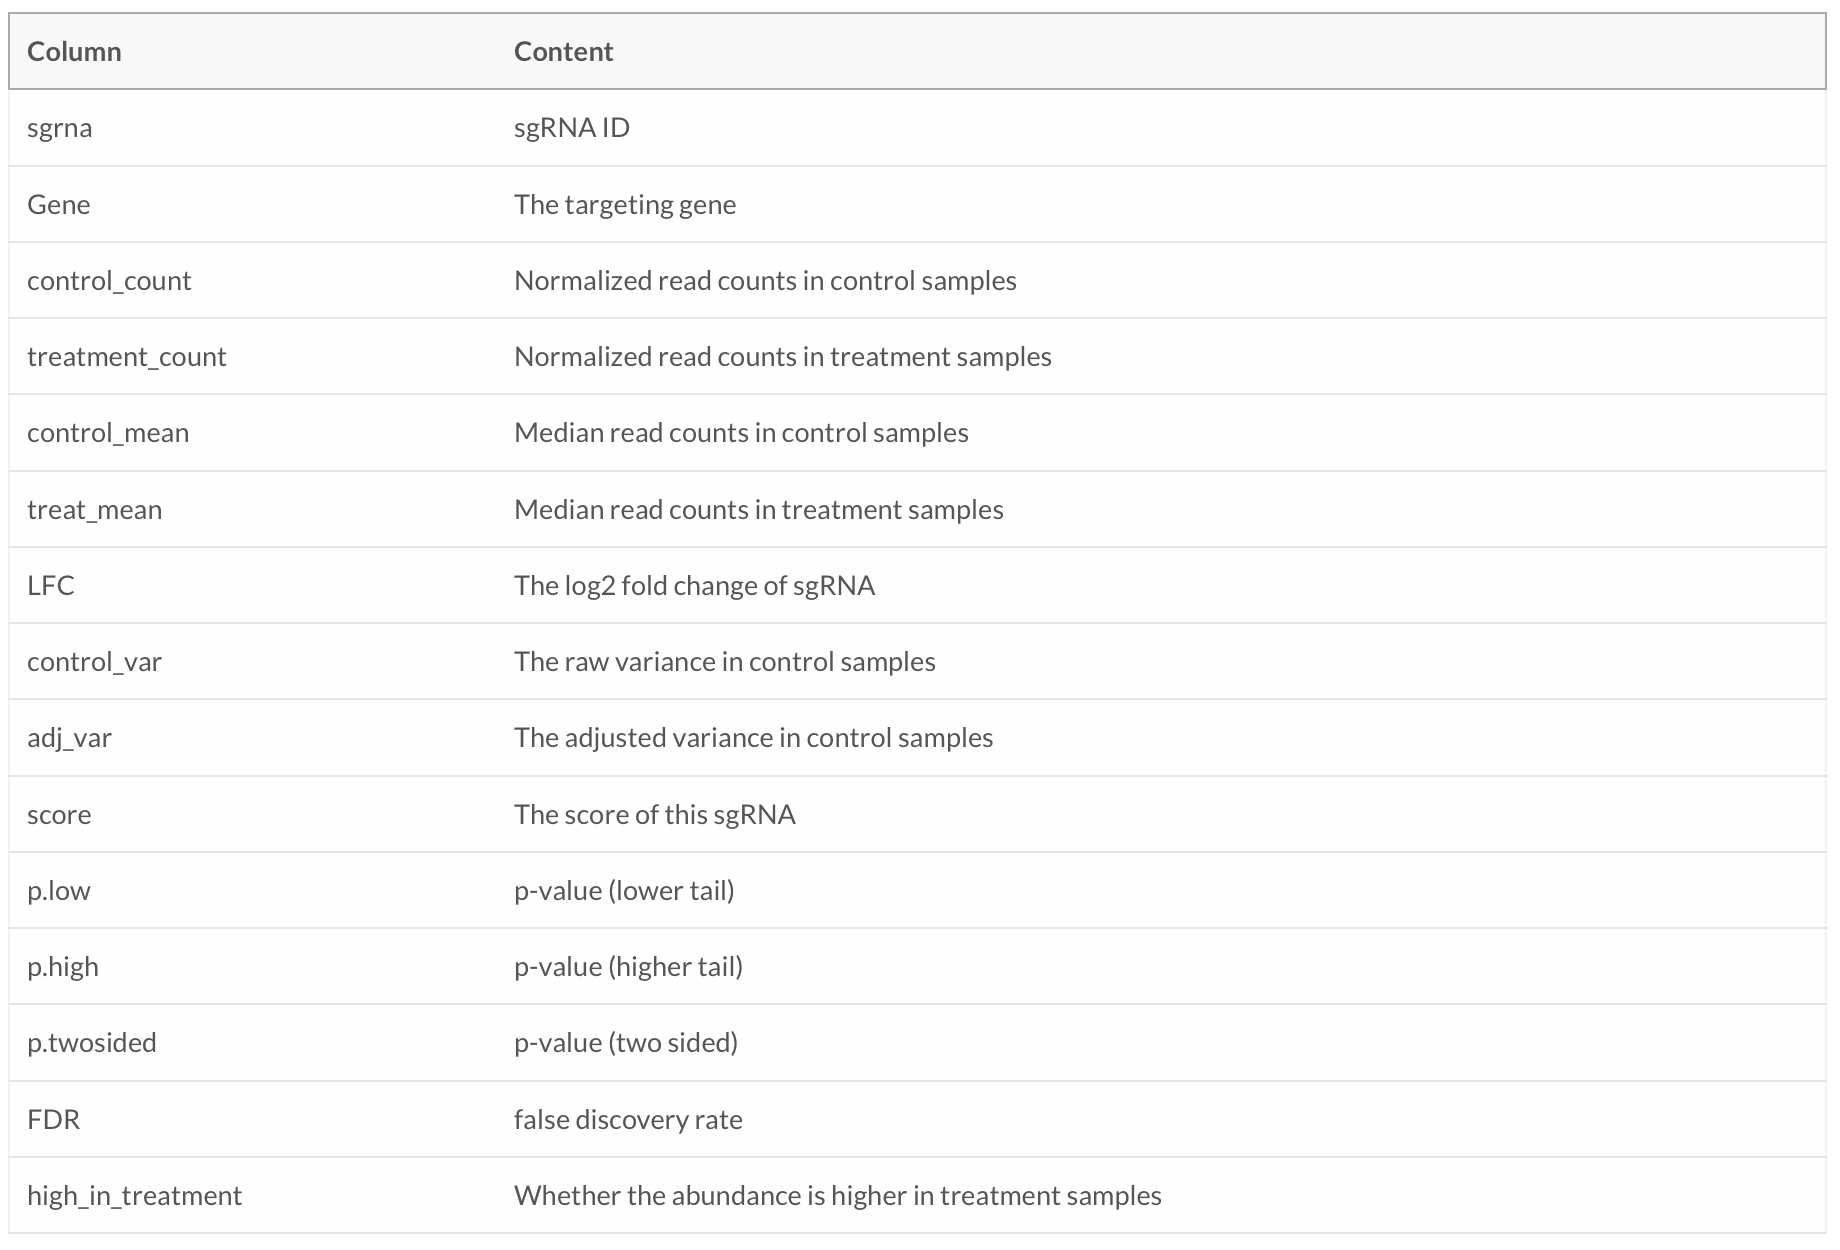 Column Content
sgrna sgRNA ID
Gene The targeting gene
control_count Normalized read counts in control samples
treatment_count Normalized read counts in treatment samples
control_mean Median read counts in control samples
treat_mean Median read counts in treatment samples
LFC The log2 fold change of sgRNA
control_var The raw variance in control samples
adj_var The adjusted variance in control samples
score The score of this sgRNA
p.low p-value (lower tail)
p.high p-value (higher tail)
p.twosided p-value (two sided)
FDR false discovery rate
high_in_treatment Whether the abundance is higher in treatment samples